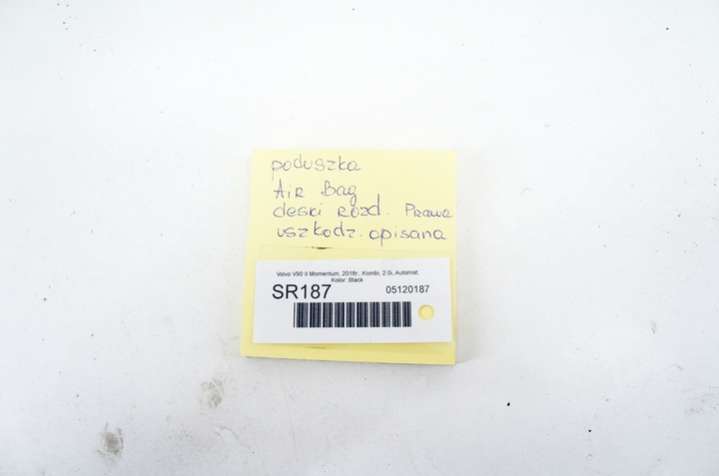 poduszka
Air Bag
deski rozd. Prawa
uszkodz. opisana
Volvo V90 II Momentum, 2018r., Kombi, 2.0i, Automat,
Kolor: Black
SR187
05120187